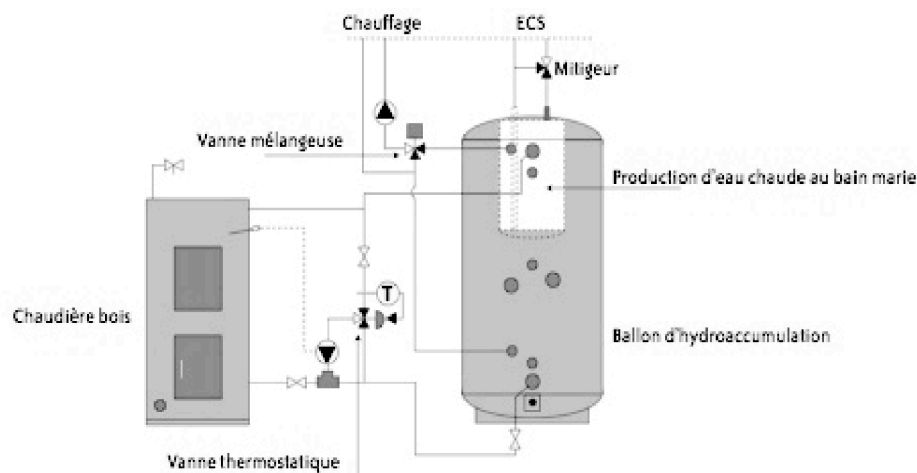 Chauffage
ECS
Mitigeur
Vanne mélangeuse
Production d'eau chaude au bain marie
T
Chaudière bois
Ballon d'hydroaccumulation
Vanne thermostatique